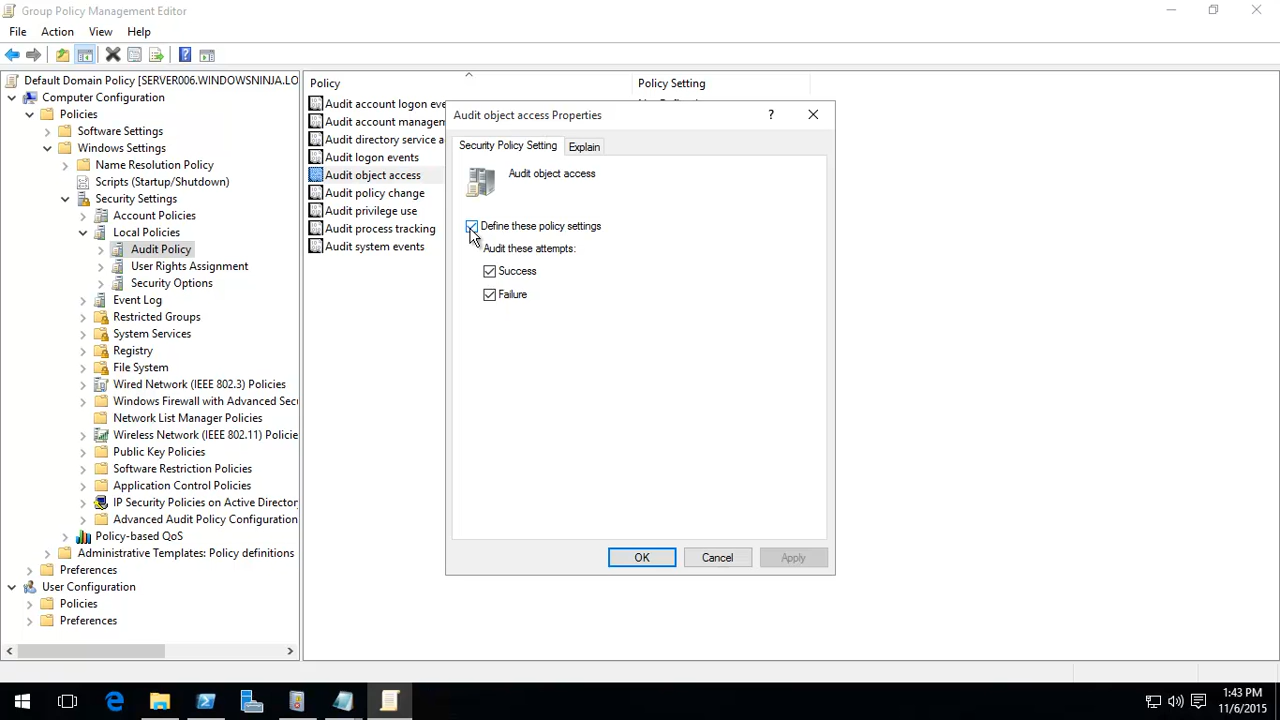 Group Policy Management Editor
File Action View Help
Default Domain Policy [SERVER006.WINDOWSNINJA.LO
Computer Configuration
Policies
Software Settings
Windows Settings
Name Resolution Policy
Scripts (Startup/Shutdown)
Security Settings
Account Policies
Local Policies
Audit Policy
User Rights Assignment
Security Options
Event Log
Restricted Groups
System Services
Registry
File System
Wired Network (IEEE 802.3) Policies
Windows Firewall with Advanced Secu
Network List Manager Policies
Wireless Network (IEEE 802.11) Policie
Public Key Policies
Software Restriction Policies
Application Control Policies
IP Security Policies on Active Director
Advanced Audit Policy Configuration
Policy-based QoS
Administrative Templates: Policy definitions
Preferences
User Configuration
Policies
Preferences
Policy Policy Setting
Audit account logon eve
Audit account managem
Audit directory service a
Audit logon events
Audit object access
Audit policy change
Audit privilege use
Audit process tracking
Audit system events
Audit object access Properties
? 
Security Policy Setting Explain
Audit object access
Define these policy settings
Audit these attempts:
Success
Failure
OK Cancel Apply
1:43 PM
11/6/2015